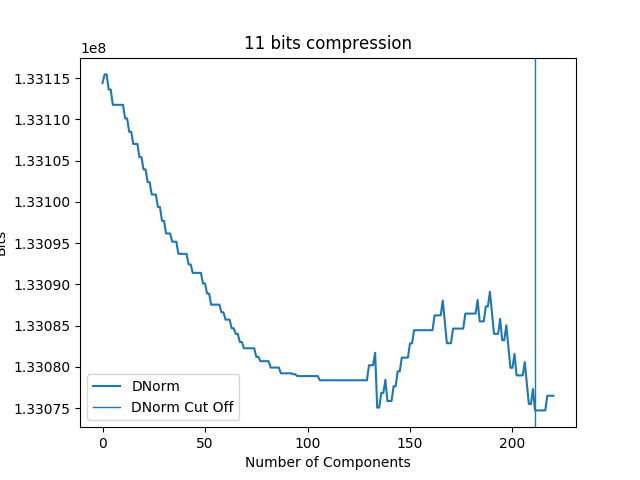 11 bits compression
1e8
1.33115
1.33110
1.33105
1.33100
1.33095
1.33090
1.33085
1.33080
1.33075
Bits
DNorm
DNorm Cut Off
0
50
100
150
200
Number of Components